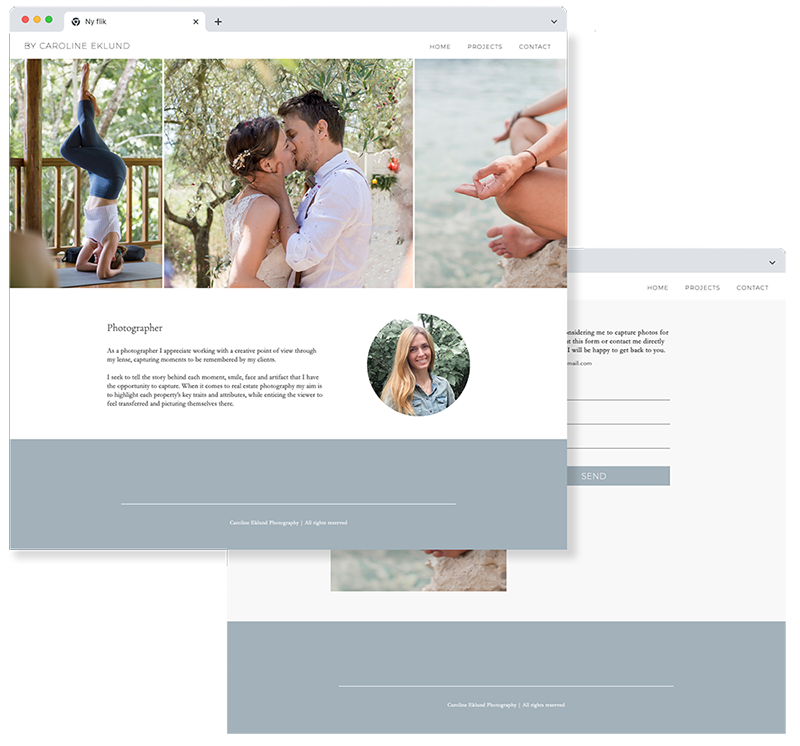 Ny flik
BY CAROLINE EKLUND
HOME PROJECTS CONTACT
Photographer
As a photographer I appreciate working with a creative point of view through
my lense, capturing moments to be remembered by my clients.
I seek to tell the story behind each moment, smile, face and artifact that I have
the opportunity to capture. When it comes to real estate photography my aim is
to highlight each property's key traits and attributes, while enticing the viewer to
feel transferred and picturing themselves there.
Caroline Eklund Photography | All rights reserved
HOME PROJECTS CONTACT
onsidering me to capture photos for
t this form or contact me directly
I will be happy to get back to you.
mail.com
SEND
Caroline Eklund Photography | All rights reserved